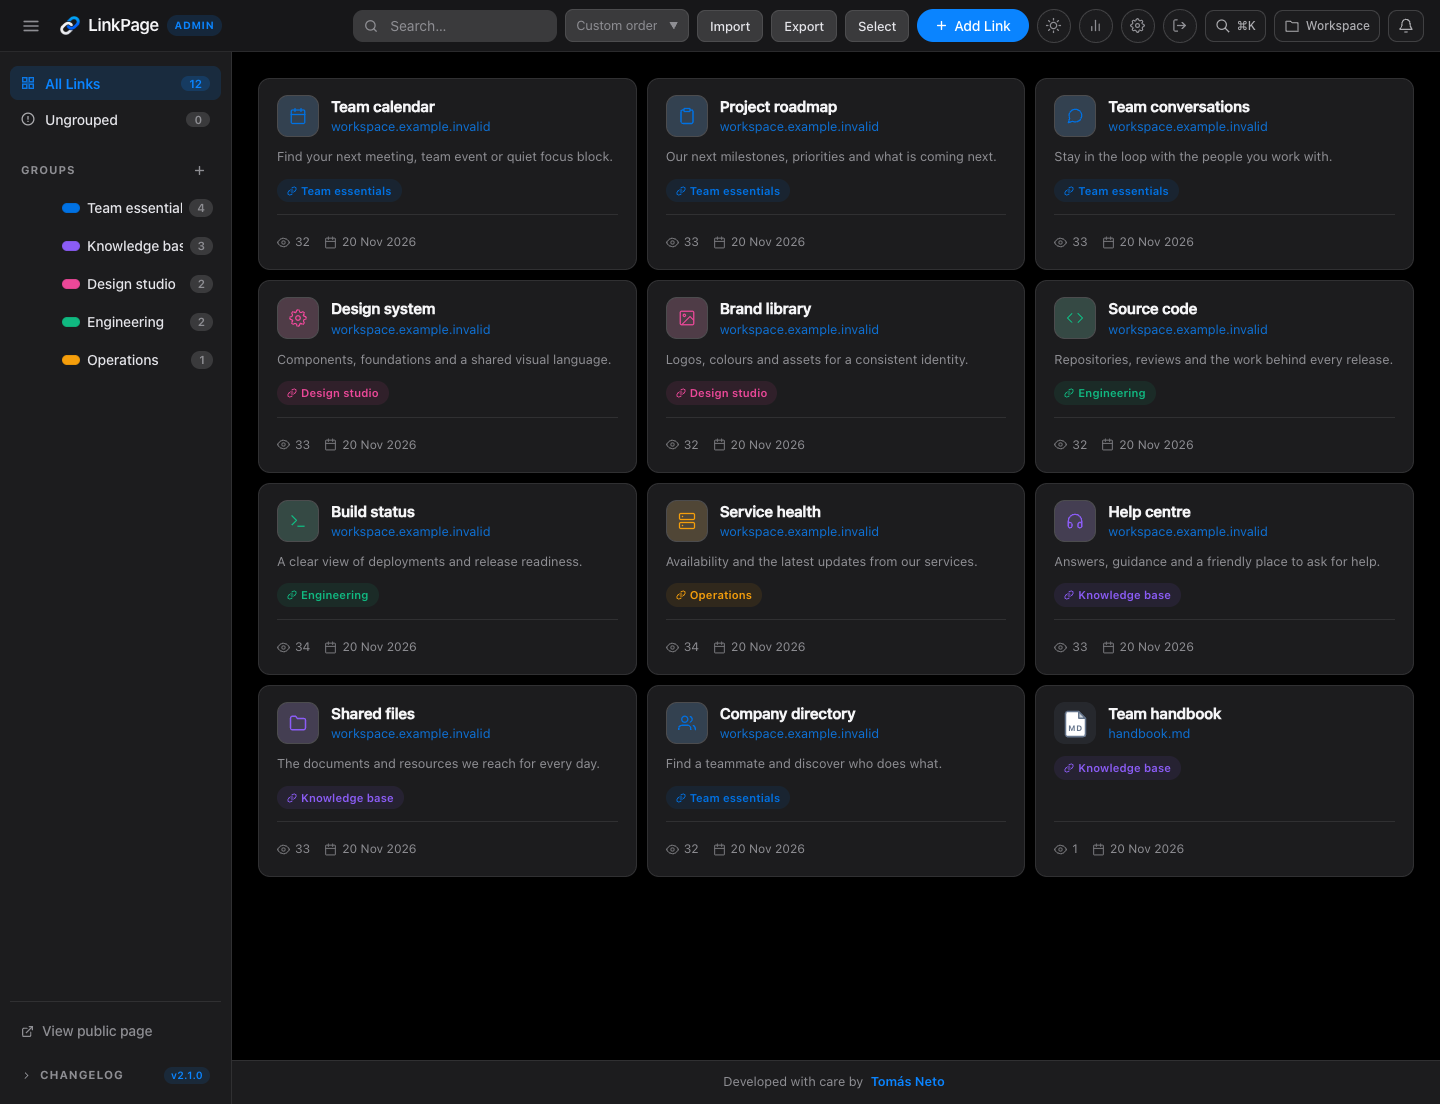 LinkPage ADMIN
Search...
Custom order ▼
Import
Export
Select
+ Add Link
⌘K
Workspace
All Links 12
Ungrouped 0
GROUPS +
Team essential 4
Knowledge bas 3
Design studio 2
Engineering 2
Operations 1
View public page
CHANGELOG v2.1.0
Team calendar
workspace.example.invalid
Find your next meeting, team event or quiet focus block.
Team essentials
32 20 Nov 2026
Project roadmap
workspace.example.invalid
Our next milestones, priorities and what is coming next.
Team essentials
33 20 Nov 2026
Team conversations
workspace.example.invalid
Stay in the loop with the people you work with.
Team essentials
33 20 Nov 2026
Design system
workspace.example.invalid
Components, foundations and a shared visual language.
Design studio
33 20 Nov 2026
Brand library
workspace.example.invalid
Logos, colours and assets for a consistent identity.
Design studio
32 20 Nov 2026
Source code
workspace.example.invalid
Repositories, reviews and the work behind every release.
Engineering
32 20 Nov 2026
Build status
workspace.example.invalid
A clear view of deployments and release readiness.
Engineering
34 20 Nov 2026
Service health
workspace.example.invalid
Availability and the latest updates from our services.
Operations
34 20 Nov 2026
Help centre
workspace.example.invalid
Answers, guidance and a friendly place to ask for help.
Knowledge base
33 20 Nov 2026
Shared files
workspace.example.invalid
The documents and resources we reach for every day.
Knowledge base
33 20 Nov 2026
Company directory
workspace.example.invalid
Find a teammate and discover who does what.
Team essentials
32 20 Nov 2026
MD
Team handbook
handbook.md
Knowledge base
1 20 Nov 2026
Developed with care by Tomás Neto